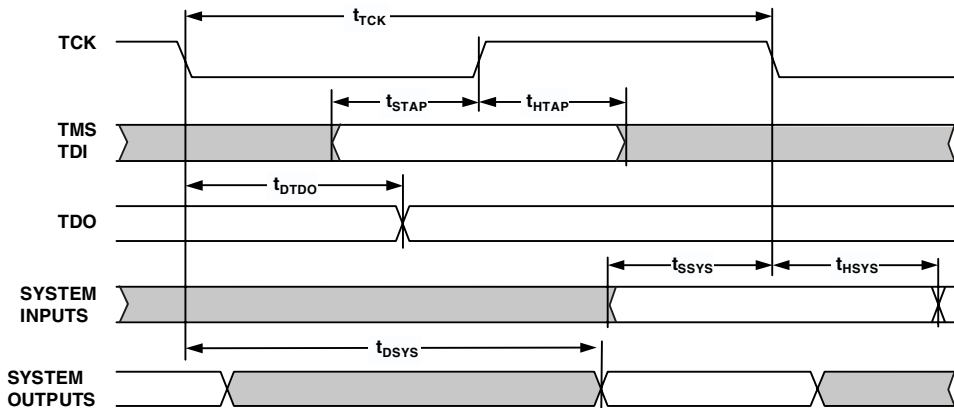 tTCK
TCK
tSTAP
tHTAP
TMS
TDI
tDTDO
TDO
tSSYS
tHSYS
SYSTEM
INPUTS
tDSYS
SYSTEM
OUTPUTS